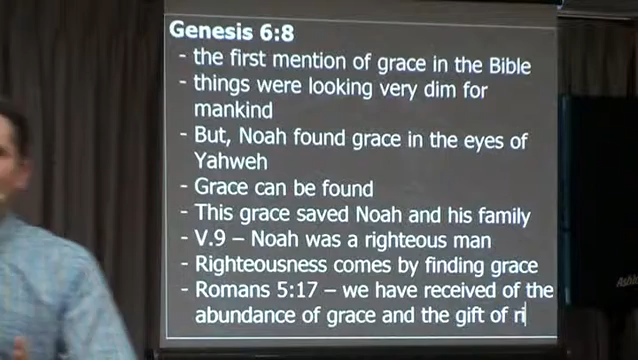 Genesis 6:8
- the first mention of grace in the Bible
- things were looking very dim for
mankind
- But, Noah found grace in the eyes of
Yahweh
- Grace can be found
- This grace saved Noah and his family
- V.9 – Noah was a righteous man
- Righteousness comes by finding grace
- Romans 5:17 – we have received of the
abundance of grace and the gift of ri